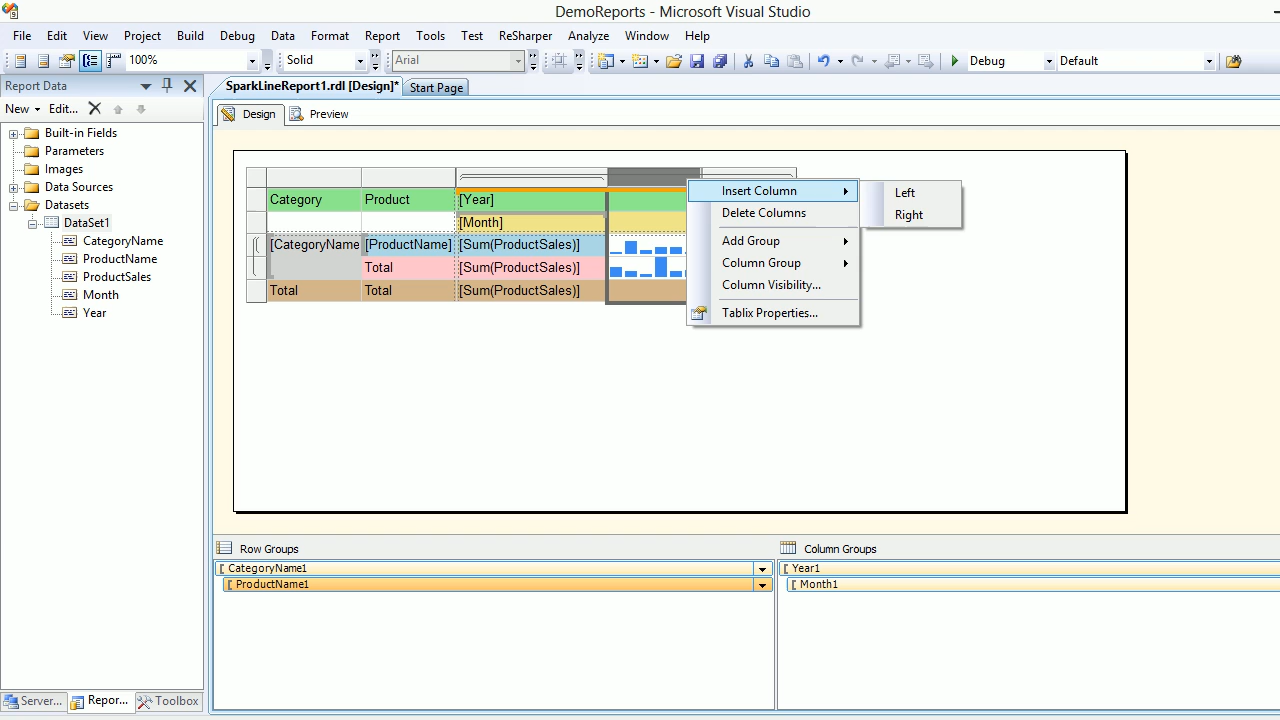 DemoReports - Microsoft Visual Studio
File Edit View Project Build Debug Data Format Report Tools Test ReSharper Analyze Window Help
100% Solid Arial Debug Default
Report Data
SparkLineReport1.rdl [Design]* Start Page
New Edit...
Design Preview
Built-in Fields
Parameters
Images
Data Sources
Datasets
DataSet1
CategoryName
ProductName
ProductSales
Month
Year
Category Product [Year]
[Month]
[CategoryName [ProductName] [Sum(ProductSales)]
Total [Sum(ProductSales)]
Total Total [Sum(ProductSales)]
Insert Column
Delete Columns
Add Group
Column Group
Column Visibility...
Tablix Properties...
Left
Right
Row Groups
CategoryName1
ProductName1
Column Groups
Year1
Month1
Server... Repor... Toolbox